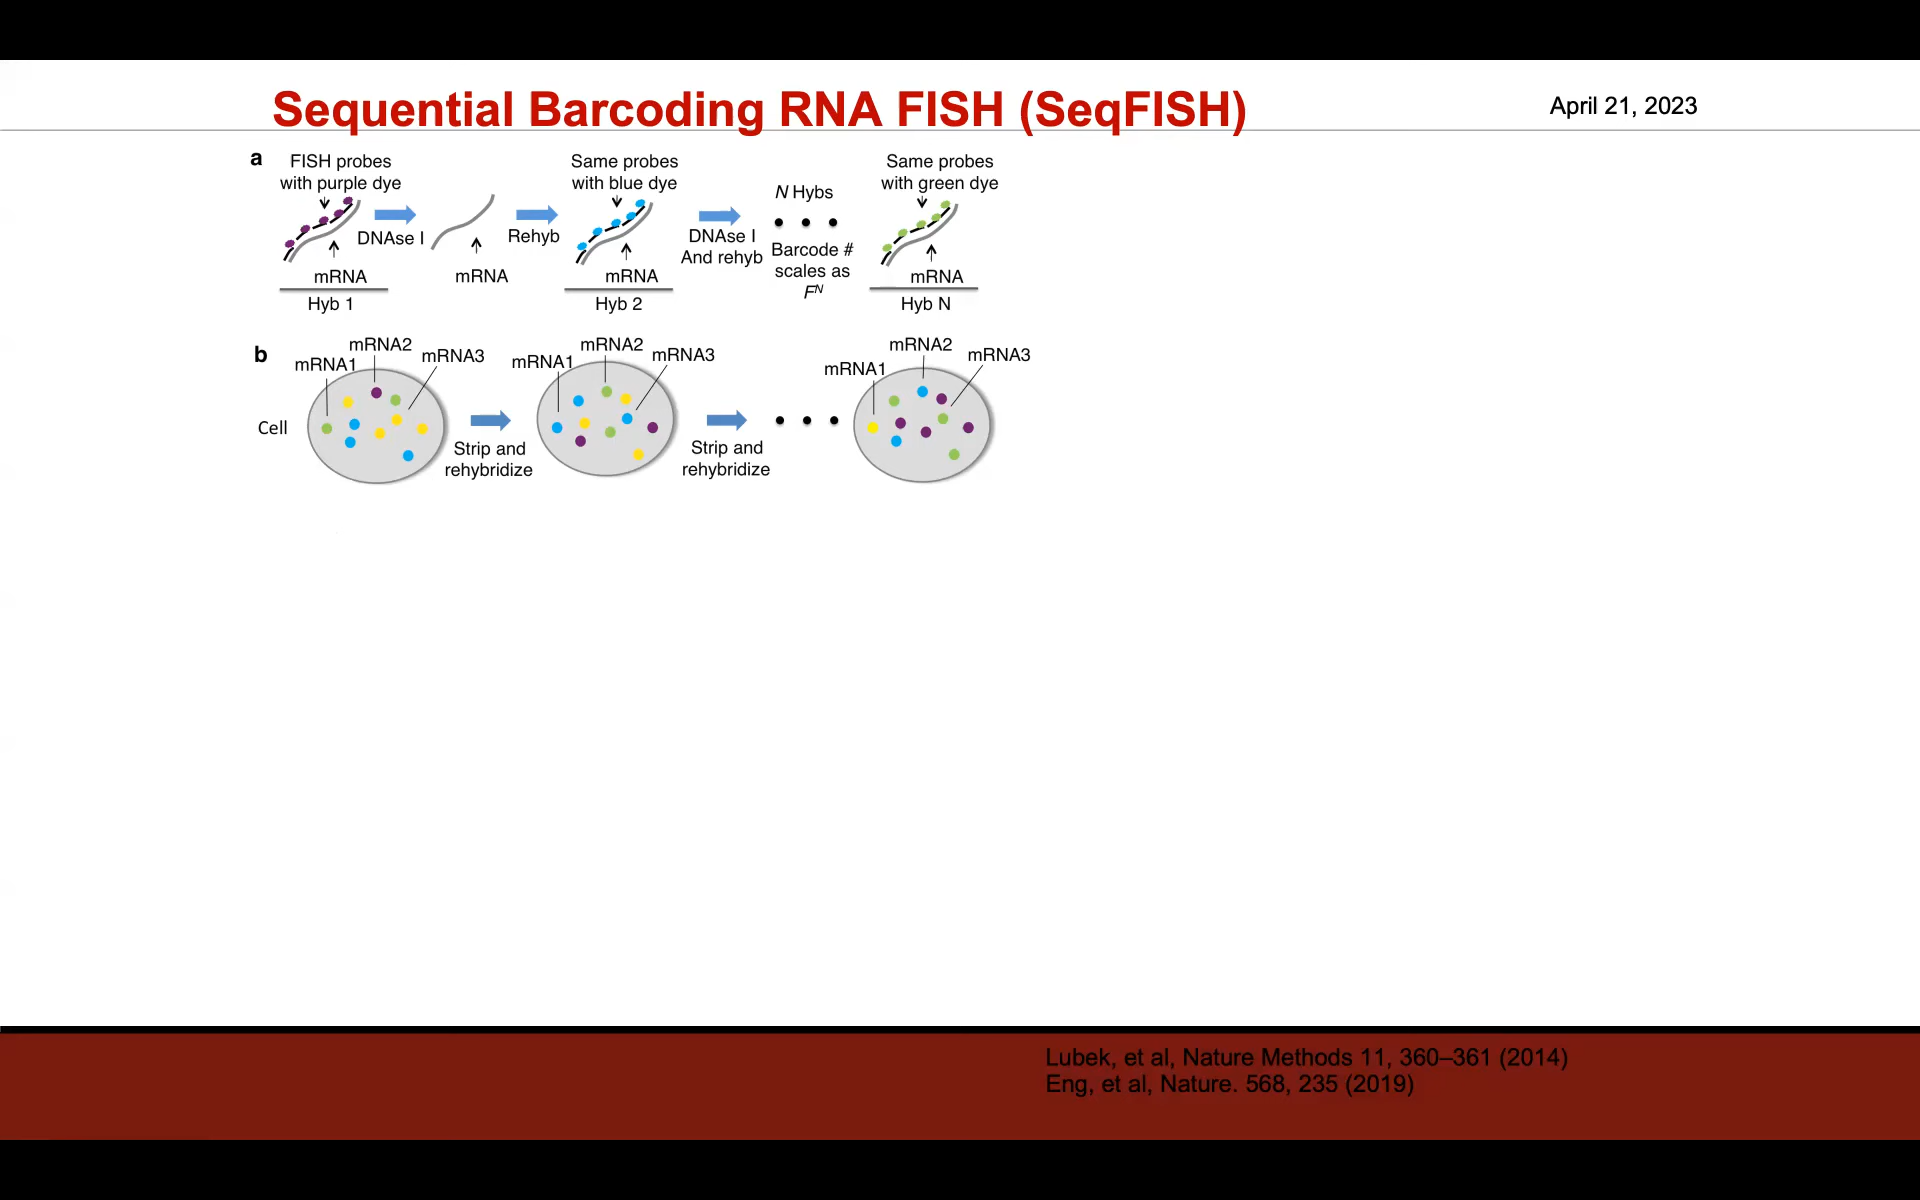 Sequential Barcoding RNA FISH (SeqFISH)
April 21, 2023
a
FISH probes
with purple dye
DNAse I
mRNA
Hyb 1
mRNA
Rehyb
Same probes
with blue dye
mRNA
Hyb 2
DNAse I
And rehyb
N Hybs
Barcode #
scales as
F^N
Same probes
with green dye
mRNA
Hyb N
b
Cell
mRNA1
mRNA2
mRNA3
Strip and
rehybridize
mRNA1
mRNA2
mRNA3
Strip and
rehybridize
mRNA1
mRNA2
mRNA3
Lubek, et al, Nature Methods 11, 360–361 (2014)
Eng, et al, Nature. 568, 235 (2019)